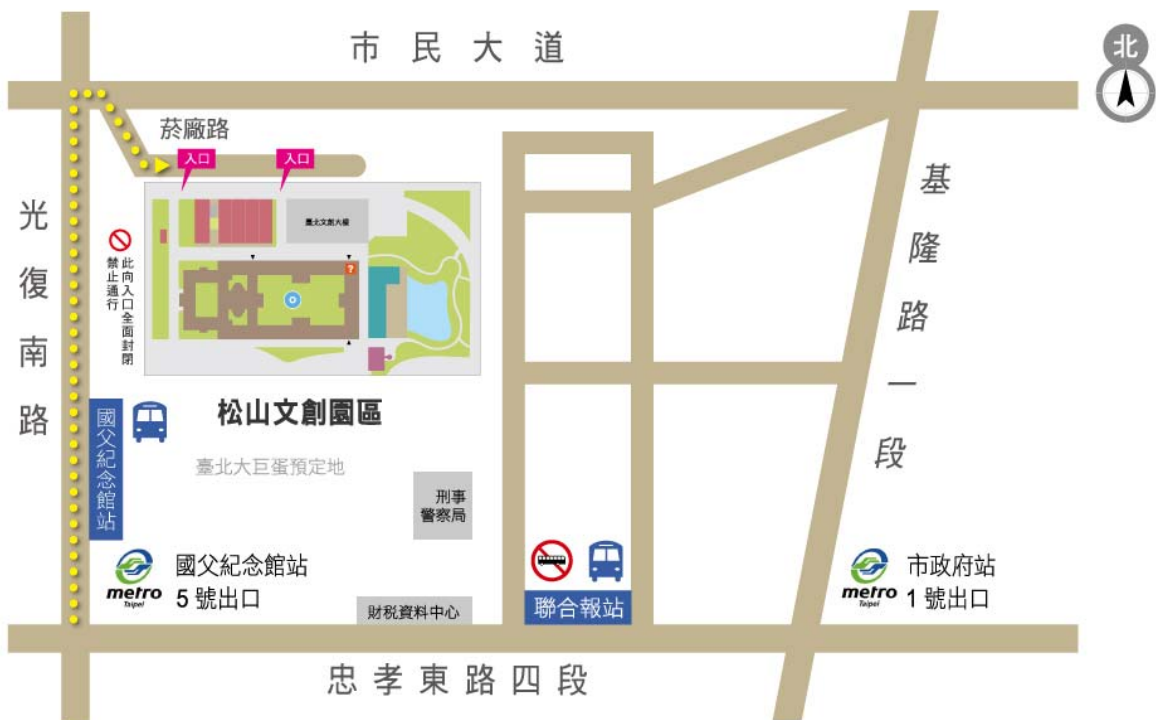 市民大道
北
菸廠路
入口
入口
臺北文創大樓
光復南路
基隆路一段
此向入口全面封閉
禁止通行
?
松山文創園區
國父紀念館站
臺北大巨蛋預定地
刑事
警察局
metro
Taipei
國父紀念館站
5 號出口
財稅資料中心
聯合報站
metro
Taipei
市政府站
1 號出口
忠孝東路四段